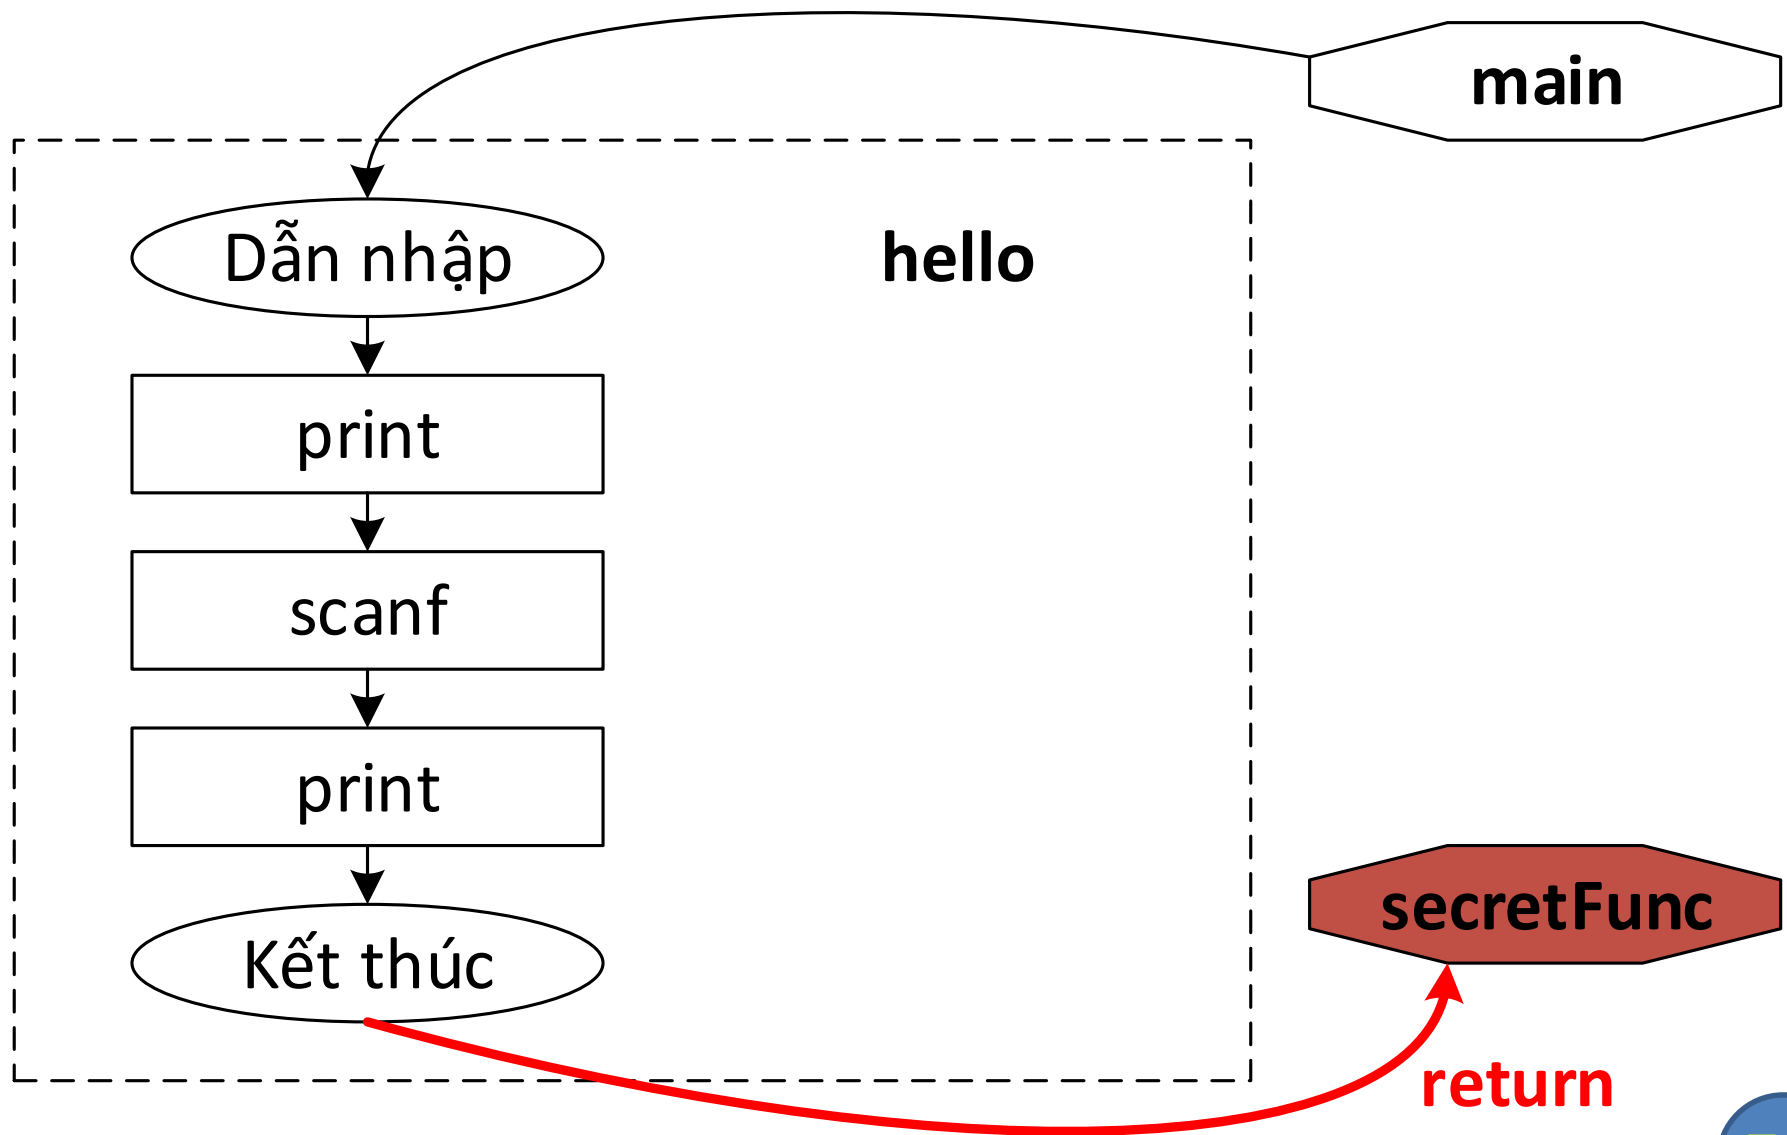 main
Dẫn nhập
hello
print
scanf
print
secretFunc
Kết thúc
return